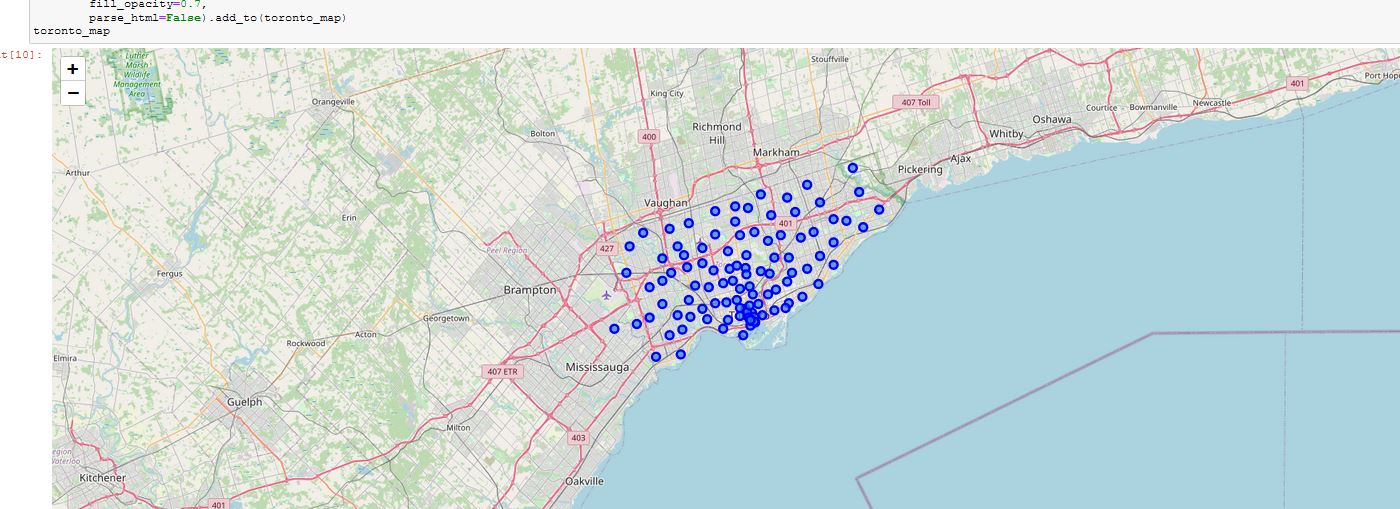 fill_opacity=0.7,
parse_html=False).add_to(toronto_map)
toronto_map
t[10]:
+
−
Luther
Marsh
Wildlife
Management
Area
Orangeville
Stouffville
King City
407 Toll
401
Port Hop
Newcastle
Bowmanville
Courtice
Oshawa
Whitby
Bolton
400
Richmond
Hill
Markham
Ajax
Pickering
Arthur
Vaughan
Erin
401
427
Peel Region
Fergus
Brampton
Georgetown
Acton
Rockwood
Elmira
Mississauga
407 ETR
Guelph
Milton
403
egion
Waterloo
Kitchener
Oakville
401